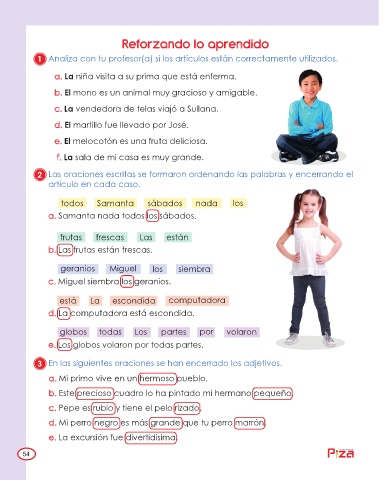 Reforzando lo aprendido
1 Analiza con tu profesor(a) si los artículos están correctamente utilizados.
a. La niña visita a su prima que está enferma.
b. El mono es un animal muy gracioso y amigable.
c. La vendedora de telas viajó a Sullana.
d. El martillo fue llevado por José.
e. El melocotón es una fruta deliciosa.
f. La sala de mi casa es muy grande.
2 Las oraciones escritas se formaron ordenando las palabras y encerrando el
artículo en cada caso.
todos Samanta sábados nada los
a. Samanta nada todos los sábados.
frutas frescas Las están
b. Las frutas están frescas.
geranios Miguel los siembra
c. Miguel siembra los geranios.
está La escondida computadora
d. La computadora está escondida.
globos todas Los partes por volaron
e. Los globos volaron por todas partes.
3 En las siguientes oraciones se han encerrado los adjetivos.
a. Mi primo vive en un hermoso pueblo.
b. Este precioso cuadro lo ha pintado mi hermano pequeño.
c. Pepe es rubio y tiene el pelo rizado.
d. Mi perro negro es más grande que tu perro marrón.
e. La excursión fue divertidísima.
54